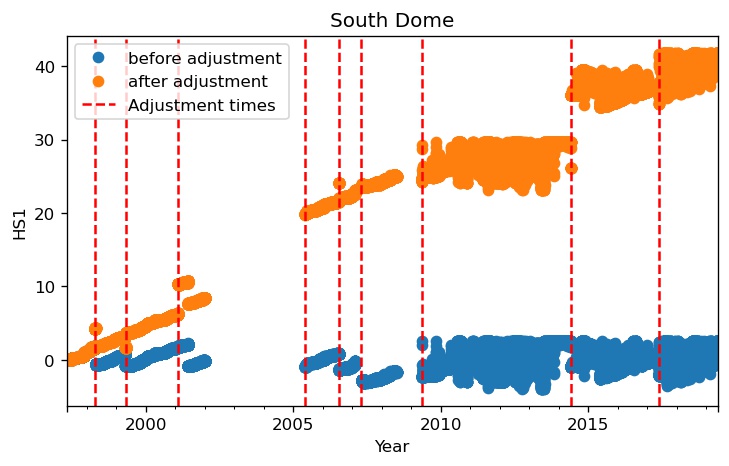 South Dome
before adjustment
after adjustment
Adjustment times
HS1
40
30
20
10
0
2000
2005
2010
2015
Year